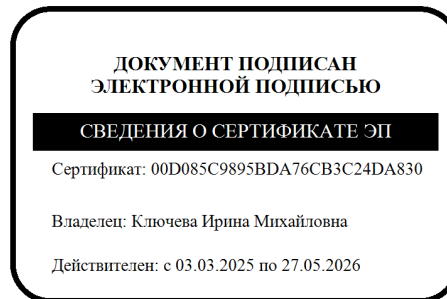 ДОКУМЕНТ ПОДПИСАН
ЭЛЕКТРОННОЙ ПОДПИСЬЮ
СВЕДЕНИЯ О СЕРТИФИКАТЕ ЭП
Сертификат: 00D085C9895BDA76CB3C24DA830
Владелец: Ключева Ирина Михайловна
Действителен: с 03.03.2025 по 27.05.2026